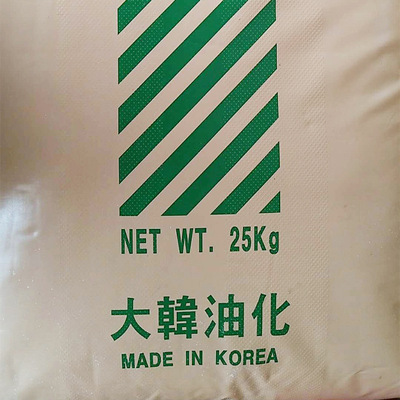 NET WT. 25Kg
大韓油化
MADE IN KOREA